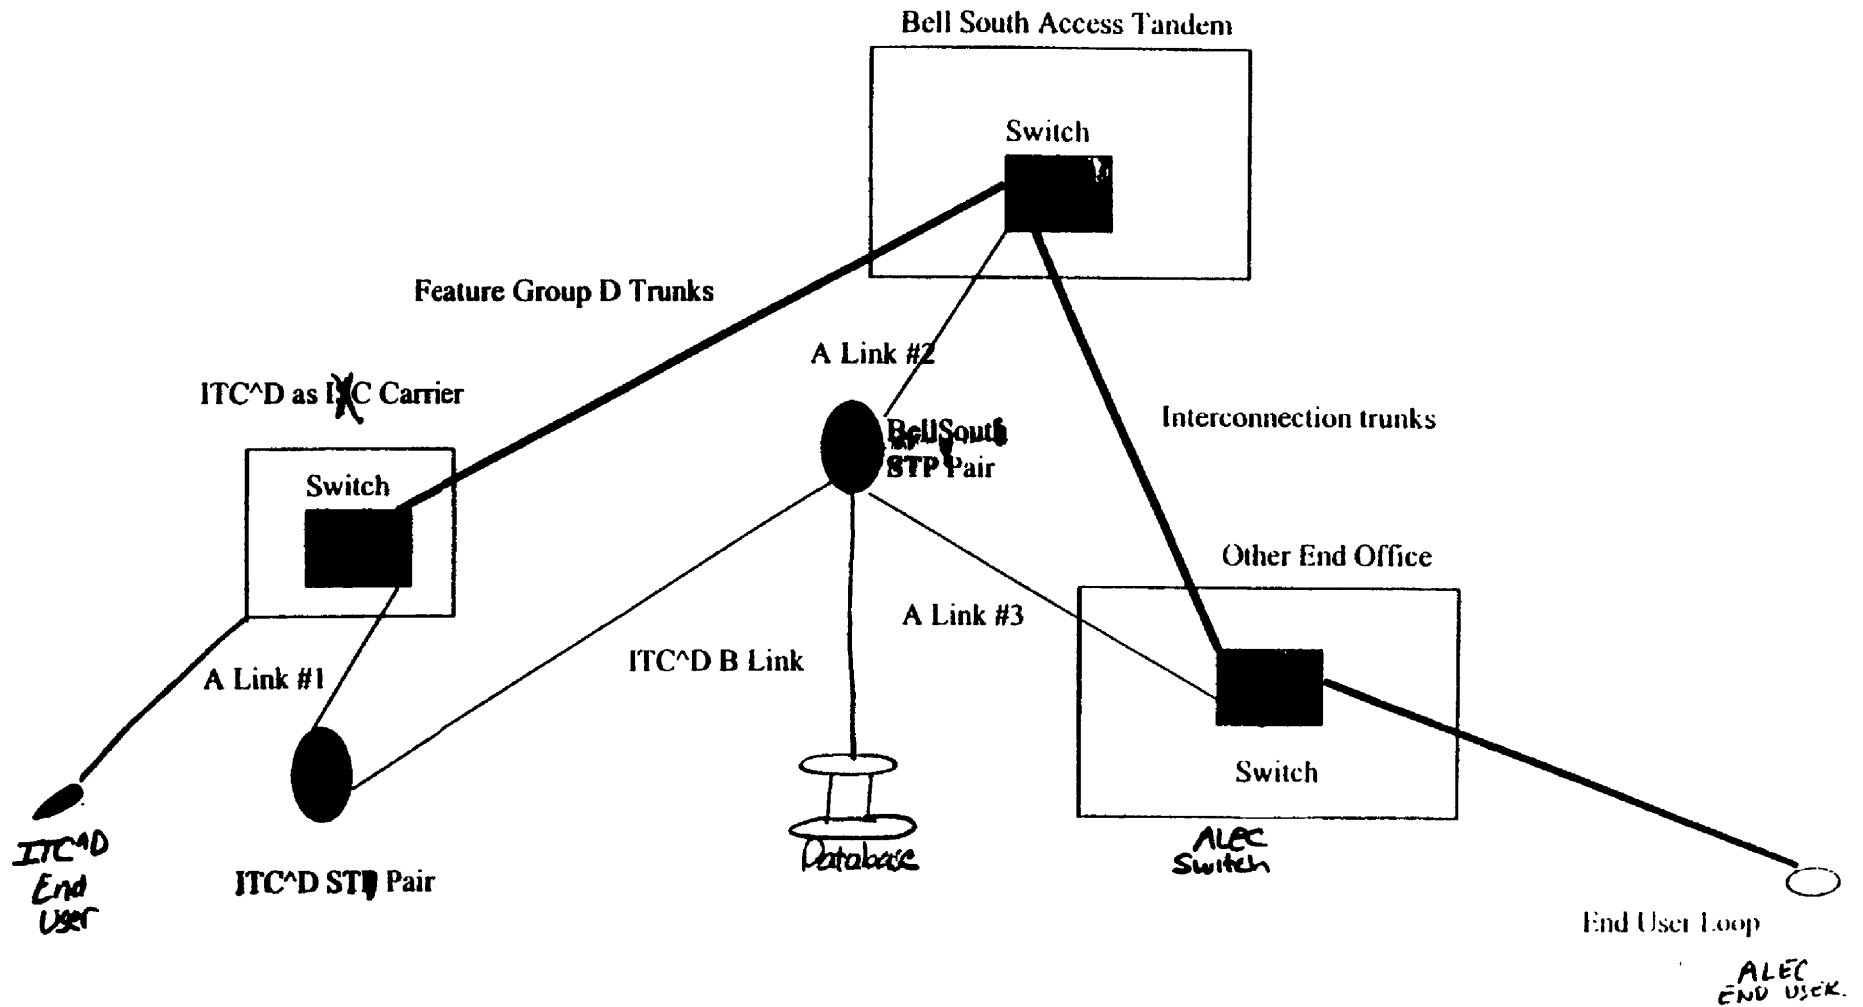 Bell South Access Tandem
Switch
Feature Group D Trunks
A Link #2
ITC^D as IXC Carrier
Interconnection trunks
BellSouth
STP Pair
Switch
Other End Office
A Link #3
ITC^D B Link
A Link #1
Switch
ITC^D
End
User
ITC^D STP Pair
Database
ALEC
Switch
End User Loop
ALEC
END USER.